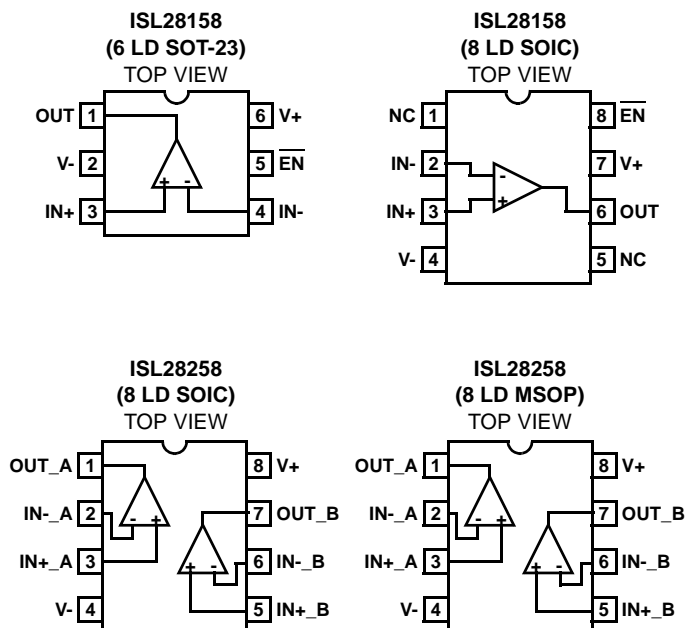 ISL28158
(6 LD SOT-23)
TOP VIEW
OUT 1
6 V+
V- 2
5 EN
IN+ 3
4 IN-
+ -
ISL28158
(8 LD SOIC)
TOP VIEW
NC 1
8 EN
IN- 2
7 V+
IN+ 3
6 OUT
V- 4
5 NC
-
+
ISL28258
(8 LD SOIC)
TOP VIEW
OUT_A 1
8 V+
IN-_A 2
7 OUT_B
IN+_A 3
6 IN-_B
V- 4
5 IN+_B
- +
+ -
ISL28258
(8 LD MSOP)
TOP VIEW
OUT_A 1
8 V+
IN-_A 2
7 OUT_B
IN+_A 3
6 IN-_B
V- 4
5 IN+_B
- +
+ -